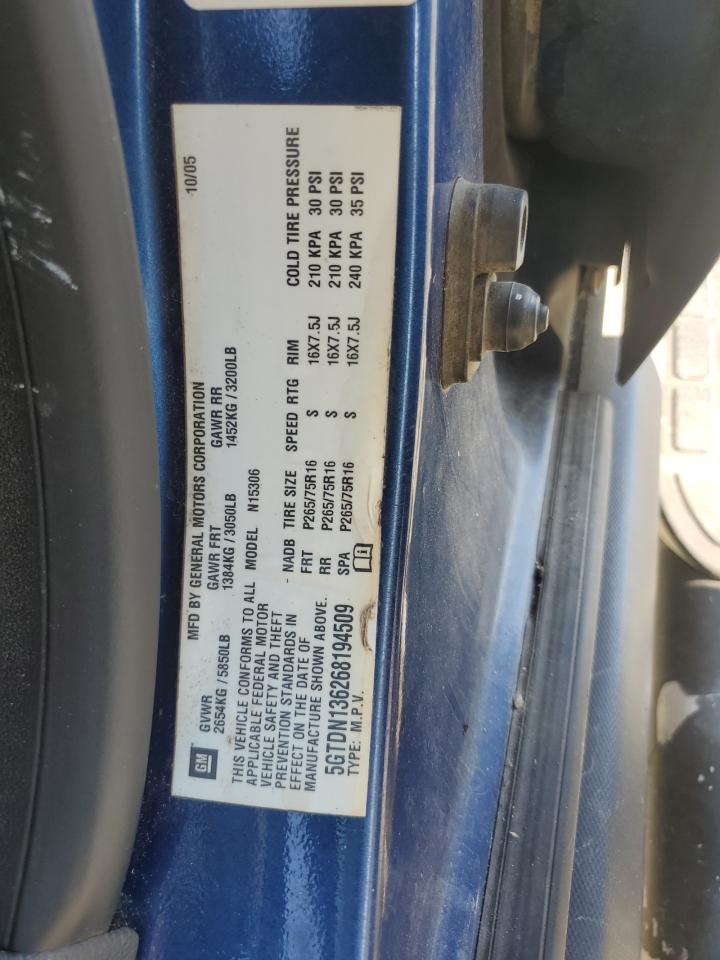 MFD BY GENERAL MOTORS CORPORATION 10/05
GM
GVWR GAWR FRT GAWR RR
2654KG/5850LB 1384KG/3050LB 1452KG/3200LB
THIS VEHICLE CONFORMS TO ALL
APPLICABLE FEDERAL MOTOR
VEHICLE SAFETY AND THEFT
PREVENTION STANDARDS IN
EFFECT ON THE DATE OF
MANUFACTURE SHOWN ABOVE.
5GTDN136268194509
TYPE: M.P.V.
MODEL N15306
NADB TIRE SIZE SPEED RTG RIM COLD TIRE PRESSURE
FRT P265/75R16 S 16X7.5J 210 KPA 30 PSI
RR P265/75R16 S 16X7.5J 210 KPA 30 PSI
SPA P265/75R16 S 16X7.5J 240 KPA 35 PSI